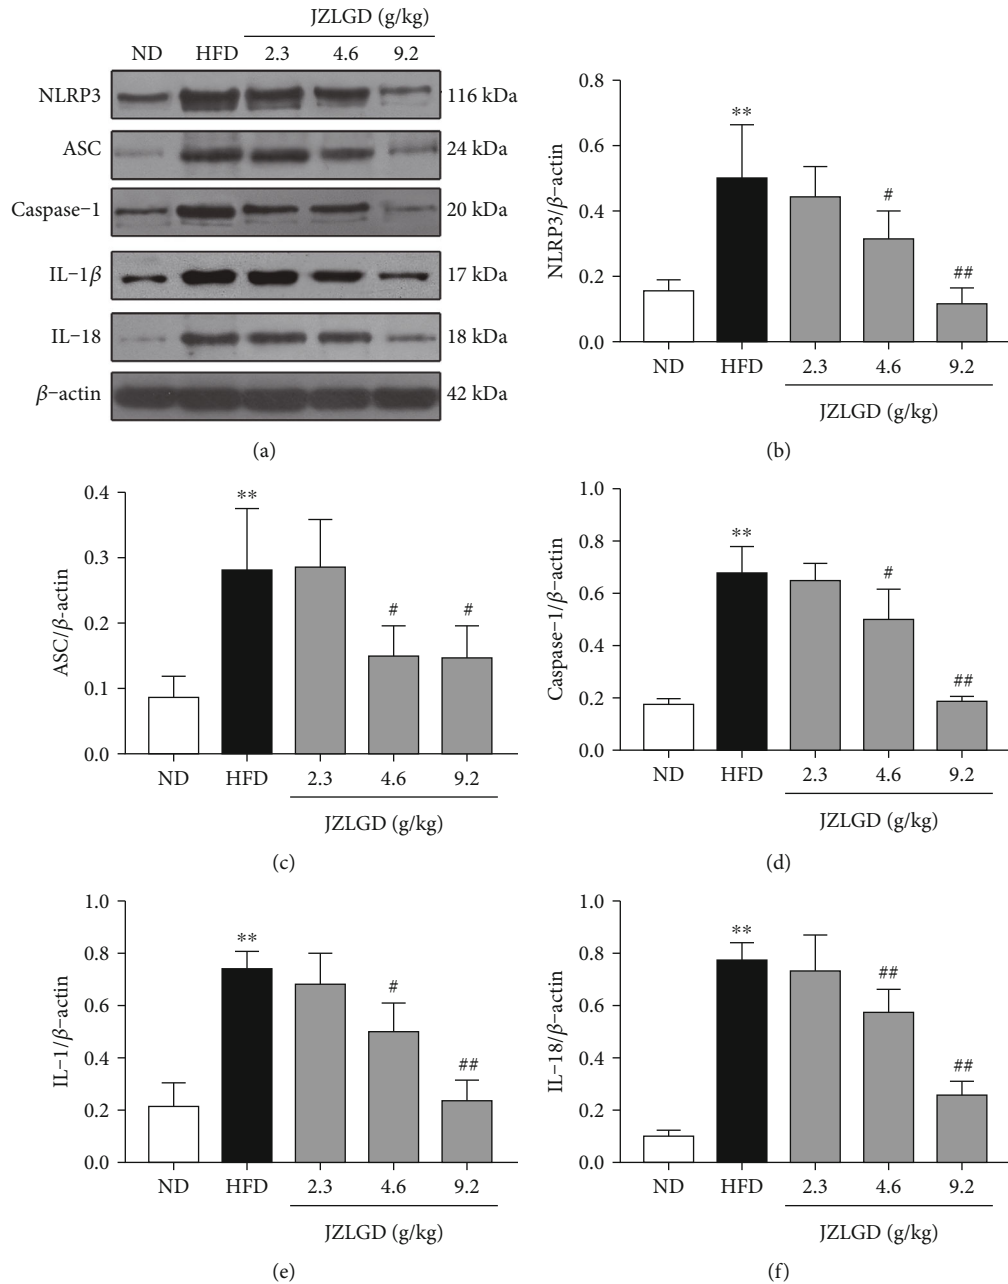 JZLGD (g/kg)
ND HFD 2.3 4.6 9.2
NLRP3 116 kDa
ASC 24 kDa
Caspase−1 20 kDa
IL−1β 17 kDa
IL−18 18 kDa
β−actin 42 kDa
(a)
0.8
0.6
0.4
0.2
0.0
NLRP3/β−actin
**
#
##
ND HFD 2.3 4.6 9.2
JZLGD (g/kg)
(b)
0.4
0.3
0.2
0.1
0.0
ASC/β-actin
**
# #
ND HFD 2.3 4.6 9.2
JZLGD (g/kg)
(c)
1.0
0.8
0.6
0.4
0.2
0.0
Caspase−1/β−actin
**
#
##
ND HFD 2.3 4.6 9.2
JZLGD (g/kg)
(d)
1.0
0.8
0.6
0.4
0.2
0.0
IL−1/β−actin
**
#
##
ND HFD 2.3 4.6 9.2
JZLGD (g/kg)
(e)
1.0
0.8
0.6
0.4
0.2
0.0
IL−18/β−actin
**
##
##
ND HFD 2.3 4.6 9.2
JZLGD (g/kg)
(f)